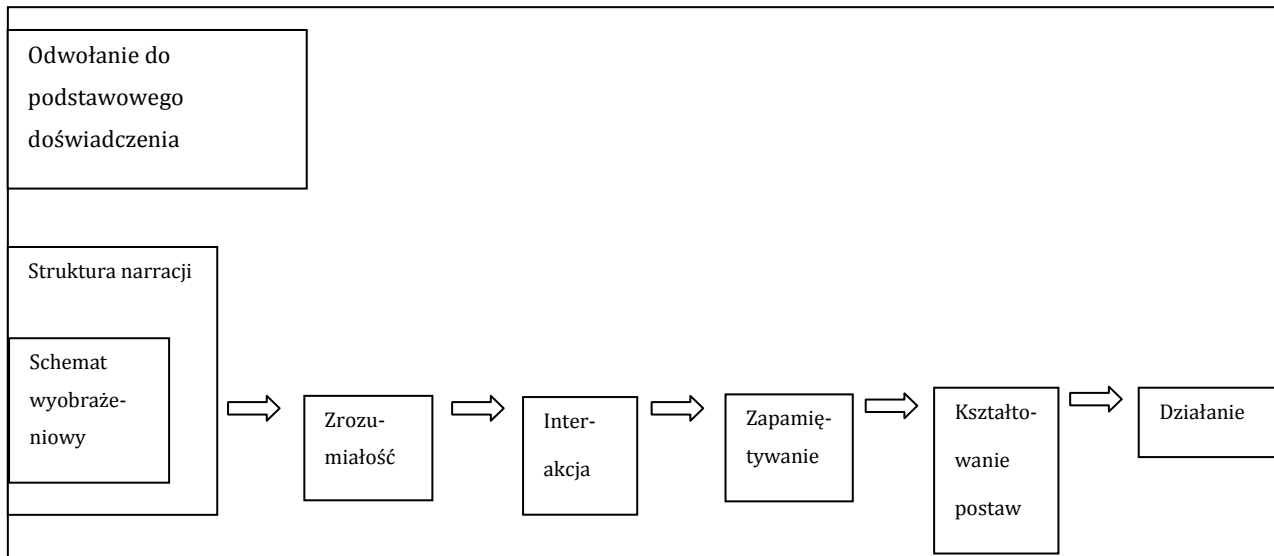 Odwołanie do
podstawowego
doświadczenia
Struktura narracji
Schemat
wyobraże-
niowy
Zrozu-
miałość
Inter-
akcja
Zapamię-
tywanie
Kształto-
wanie
postaw
Działanie